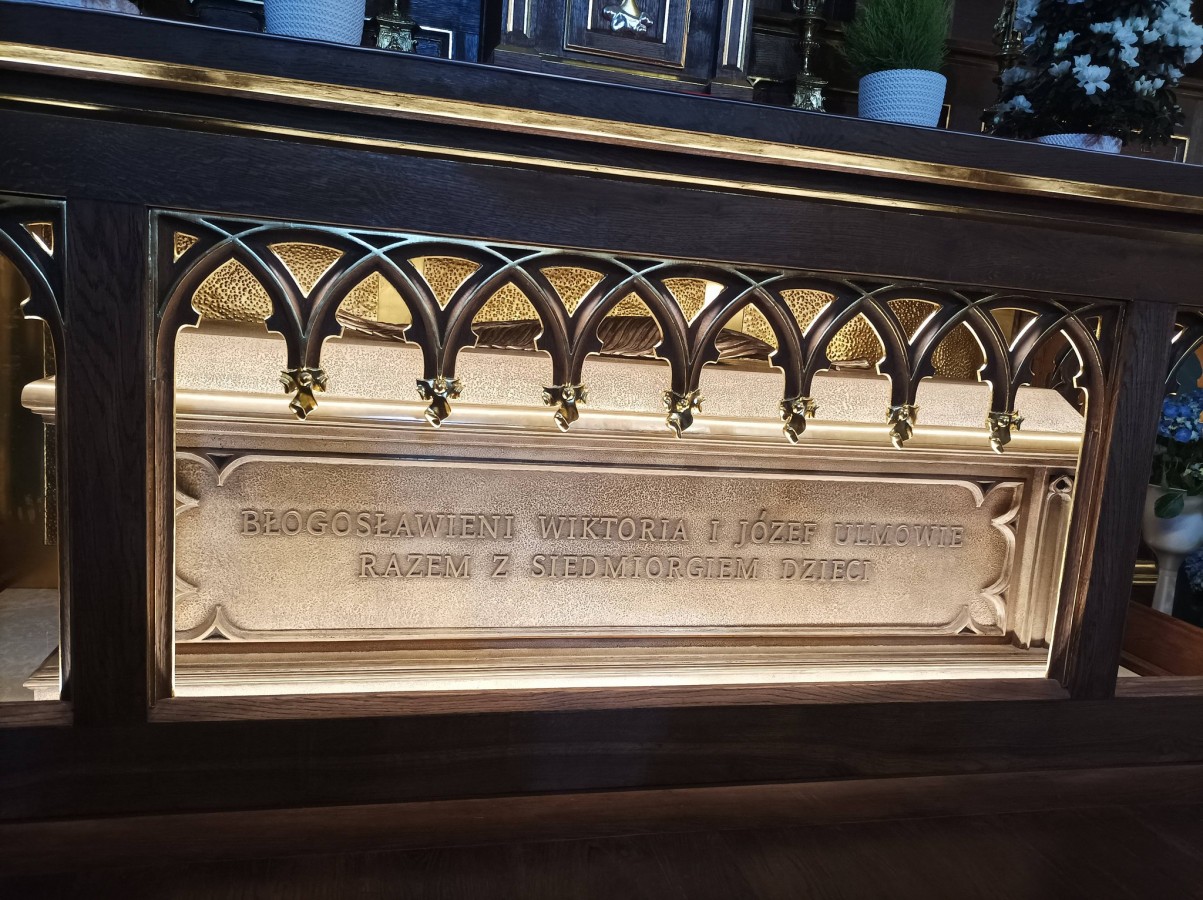 BŁOGOSŁAWIENI WIKTORIA I JÓZEF ULMOWIE
RAZEM Z SIEDMIORGIEM DZIECI